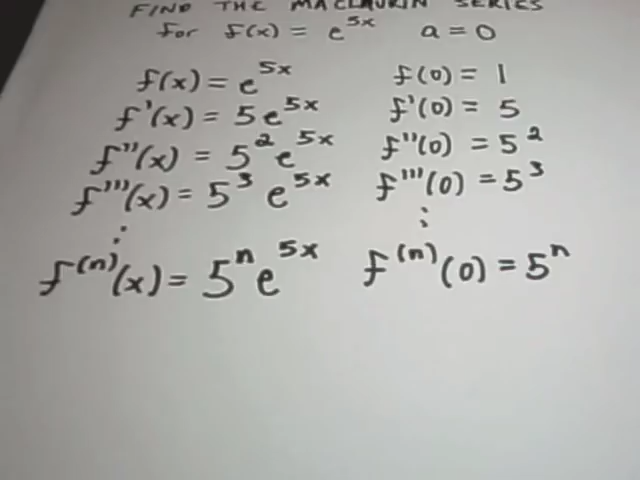 FIND THE MACLAURIN SERIES
for f(x) = e^{5x} a = 0
f(x) = e^{5x} f(0) = 1
f'(x) = 5e^{5x} f'(0) = 5
f''(x) = 5^2 e^{5x} f''(0) = 5^2
f'''(x) = 5^3 e^{5x} f'''(0) = 5^3
⋮ ⋮
f^{(n)}(x) = 5^n e^{5x} f^{(n)}(0) = 5^n